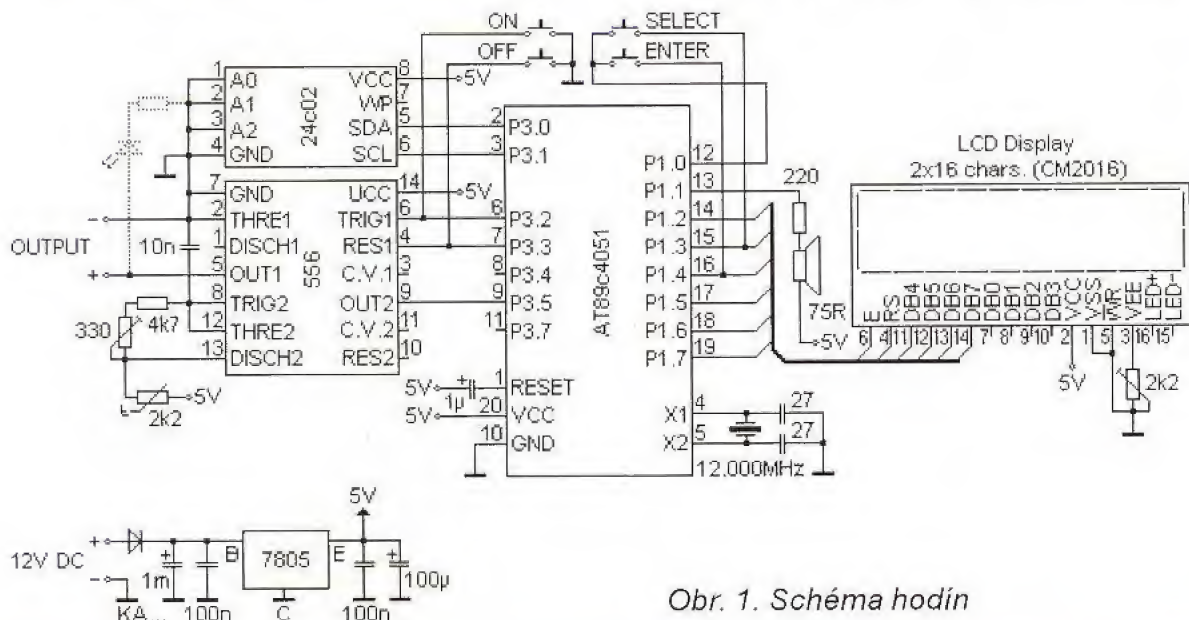 ON
SELECT
OFF
ENTER
24c02
1 A0
2 A1
3 A2
4 GND
VCC 8
5V
WP 7
SDA 5
SCL 6
556
7 GND
2 THRE1
1 DISCH1
5 OUT1
8 TRIG2
12 THRE2
13 DISCH2
UCC 14
5V
TRIG1 6
RES1 4
C.V.1 3
OUT2 9
C.V.2 11
RES2 10
-
OUTPUT
+
10n
4k7
330
2k2
5V
AT89c4051
2 P3.0
3 P3.1
6 P3.2
7 P3.3
8 P3.4
9 P3.5
11 P3.7
5V + 1µ 1 RESET
5V 20 VCC
10 GND
P1.0 12
P1.1 13
P1.2 14
P1.3 15
P1.4 16
P1.5 17
P1.6 18
P1.7 19
X1 4
X2 5
27
27
12.000MHz
220
75R
5V
LCD Display
2x16 chars. (CM2016)
E RS DB4 DB5 DB6 DB7 DB0 DB1 DB2 DB3 VCC VSS WR VEE LED+ LED-
6 4 11 12 13 14 7 8 9 10 2 1 5 3 16 15
5V
2k2
5V
12V DC
+
-
KA...
+
1m
100n
B 7805 E
C
100n
+
100µ
Obr. 1. Schéma hodín